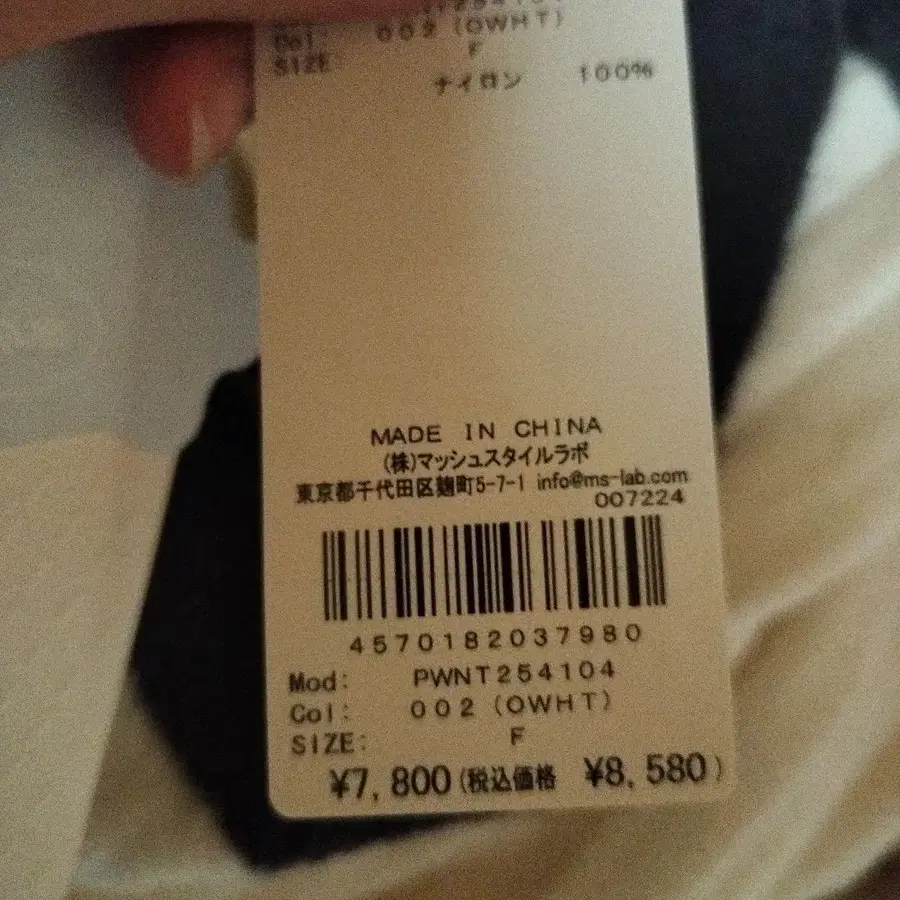 Col: 002 (OWHT)
SIZE: F
ナイロン 100%
MADE IN CHINA
(株)マッシュスタイルラボ
東京都千代田区麹町5-7-1 info@ms-lab.com
007224
4570182037980
Mod: PWNT254104
Col: 002 (OWHT)
SIZE: F
¥7,800(税込価格 ¥8,580)